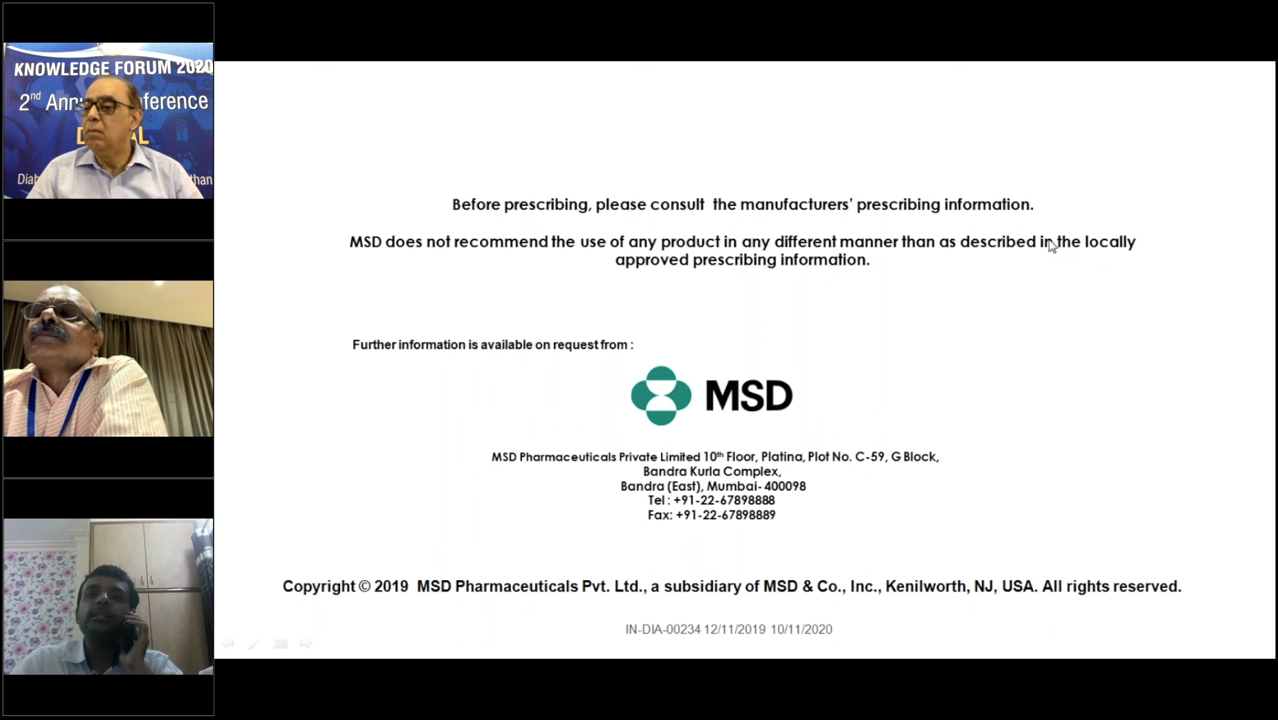 KNOWLEDGE FORUM 2020
2nd
DI
Before prescribing, please consult the manufacturers' prescribing information.
MSD does not recommend the use of any product in any different manner than as described in the locally
approved prescribing information.
Further information is available on request from :
MSD
MSD Pharmaceuticals Private Limited 10th Floor, Platina, Plot No. C-59, G Block,
Bandra Kurla Complex,
Bandra (East), Mumbai- 400098
Tel : +91-22-67898888
Fax: +91-22-67898889
Copyright © 2019 MSD Pharmaceuticals Pvt. Ltd., a subsidiary of MSD & Co., Inc., Kenilworth, NJ, USA. All rights reserved.
IN-DIA-00234 12/11/2019 10/11/2020